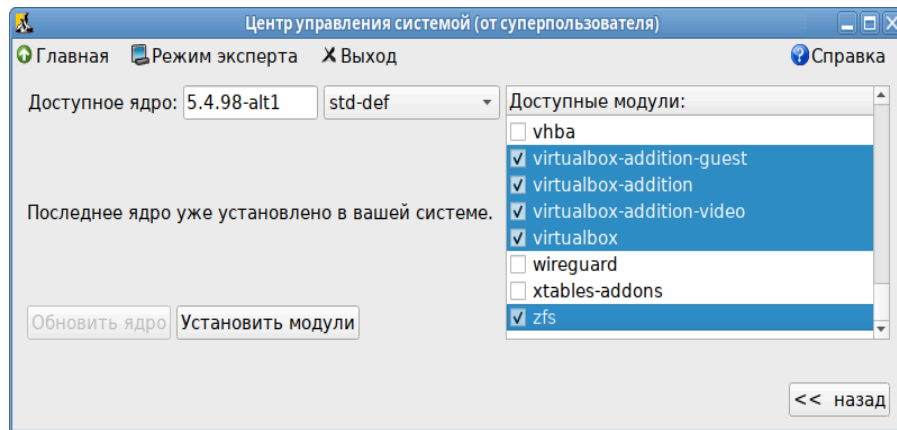 Центр управления системой (от суперпользователя)
Главная Режим эксперта Выход Справка
Доступное ядро: 5.4.98-alt1 std-def
Последнее ядро уже установлено в вашей системе.
Обновить ядро Установить модули
Доступные модули:
vhba
virtualbox-addition-guest
virtualbox-addition
virtualbox-addition-video
virtualbox
wireguard
xtables-addons
zfs
<< назад